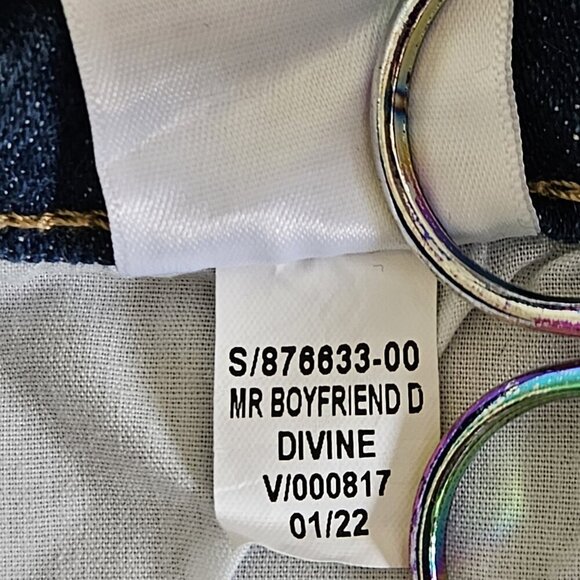 S/876633-00
MR BOYFRIEND D
DIVINE
V/000817
01/22